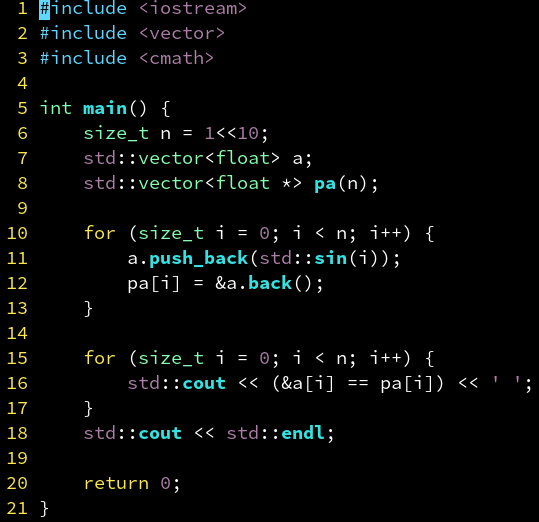 1 #include <iostream>
2 #include <vector>
3 #include <cmath>
4
5 int main() {
6     size_t n = 1<<10;
7     std::vector<float> a;
8     std::vector<float *> pa(n);
9
10     for (size_t i = 0; i < n; i++) {
11         a.push_back(std::sin(i));
12         pa[i] = &a.back();
13     }
14
15     for (size_t i = 0; i < n; i++) {
16         std::cout << (&a[i] == pa[i]) << ' ';
17     }
18     std::cout << std::endl;
19
20     return 0;
21 }